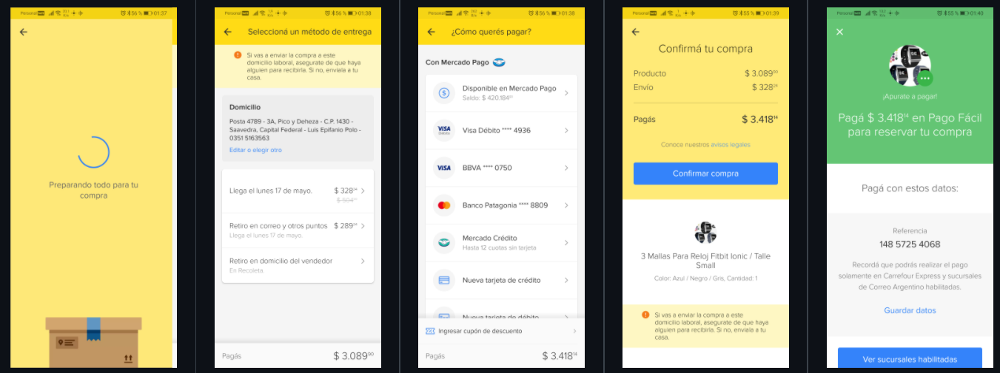 Personal 01:37
Preparando todo para tu
compra
Personal 56 % 01:38
Seleccioná un método de entrega
Si vas a enviar la compra a este
domicilio laboral, asegurate de que haya
alguien para recibirla. Si no, enviala a tu
casa.
Domicilio
Posta 4789 - 3A, Pico y Deheza - C.P. 1430 -
Saavedra, Capital Federal - Luis Epifanio Polo -
0351 5163563
Editar o elegir otro
Llega el lunes 17 de mayo. $ 328²⁴
$ 504
Retiro en correo y otros puntos $ 289²⁴
Llega el lunes 17 de mayo.
Retiro en domicilio del vendedor
En Recoleta.
Pagás $ 3.089⁹⁰
Personal 56 % 01:38
¿Cómo querés pagar?
Con Mercado Pago
Disponible en Mercado Pago
Saldo: $ 420.184
VISA Débito Visa Débito **** 4936
VISA BBVA **** 0750
Banco Patagonia **** 8809
Mercado Crédito
Hasta 12 cuotas sin tarjeta
Nueva tarjeta de crédito
Nueva tarjeta de débito
Ingresar cupón de descuento
Pagás $ 3.418¹⁴
Personal 55 % 01:39
Confirmá tu compra
Producto $ 3.089⁹⁰
Envío $ 328²⁴
Pagás $ 3.418¹⁴
Conoce nuestros avisos legales
Confirmar compra
3 Mallas Para Reloj Fitbit Ionic / Talle
Small
Color: Azul / Negro / Gris, Cantidad: 1
Si vas a enviar la compra a este
domicilio laboral, asegurate de que haya
alguien para recibirla. Si no, enviala a tu
casa.
Personal 55 % 01:40
¡Apurate a pagar!
Pagá $ 3.418¹⁴ en Pago Fácil
para reservar tu compra
Pagá con estos datos:
Referencia
148 5725 4068
Recordá que podrás realizar el pago
solamente en Carrefour Express y sucursales
de Correo Argentino habilitadas.
Guardar datos
Ver sucursales habilitadas